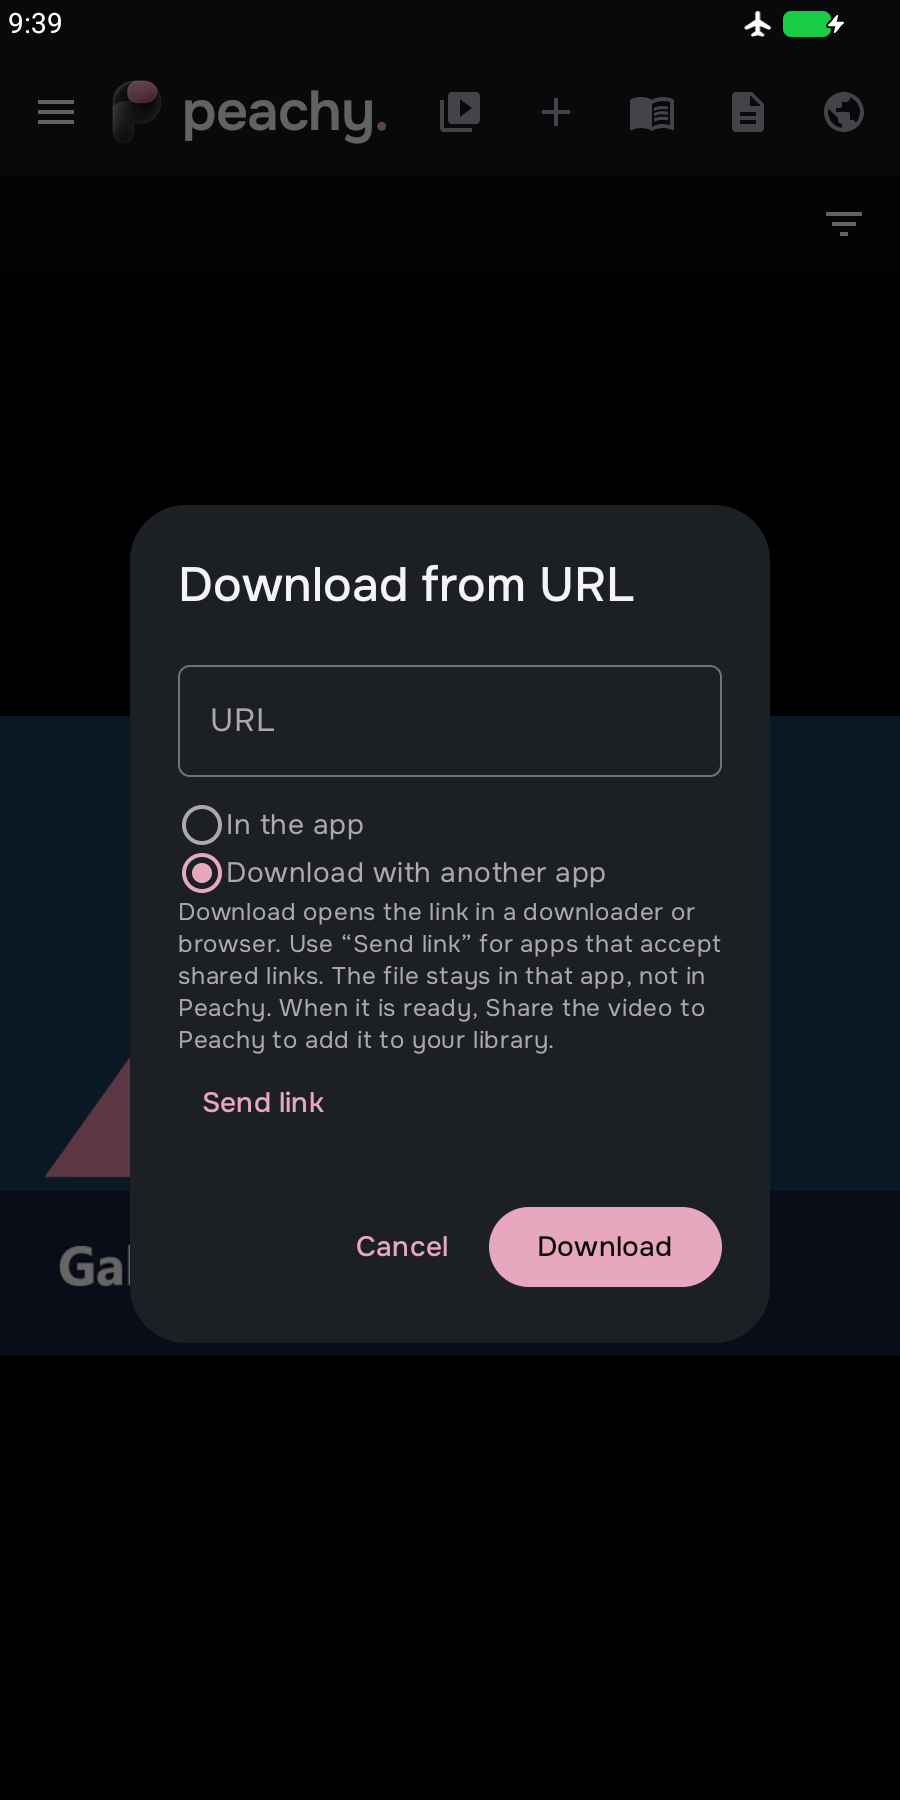 9:39
peachy.
Download from URL
URL
In the app
Download with another app
Download opens the link in a downloader or
browser. Use “Send link” for apps that accept
shared links. The file stays in that app, not in
Peachy. When it is ready, Share the video to
Peachy to add it to your library.
Send link
Cancel
Download